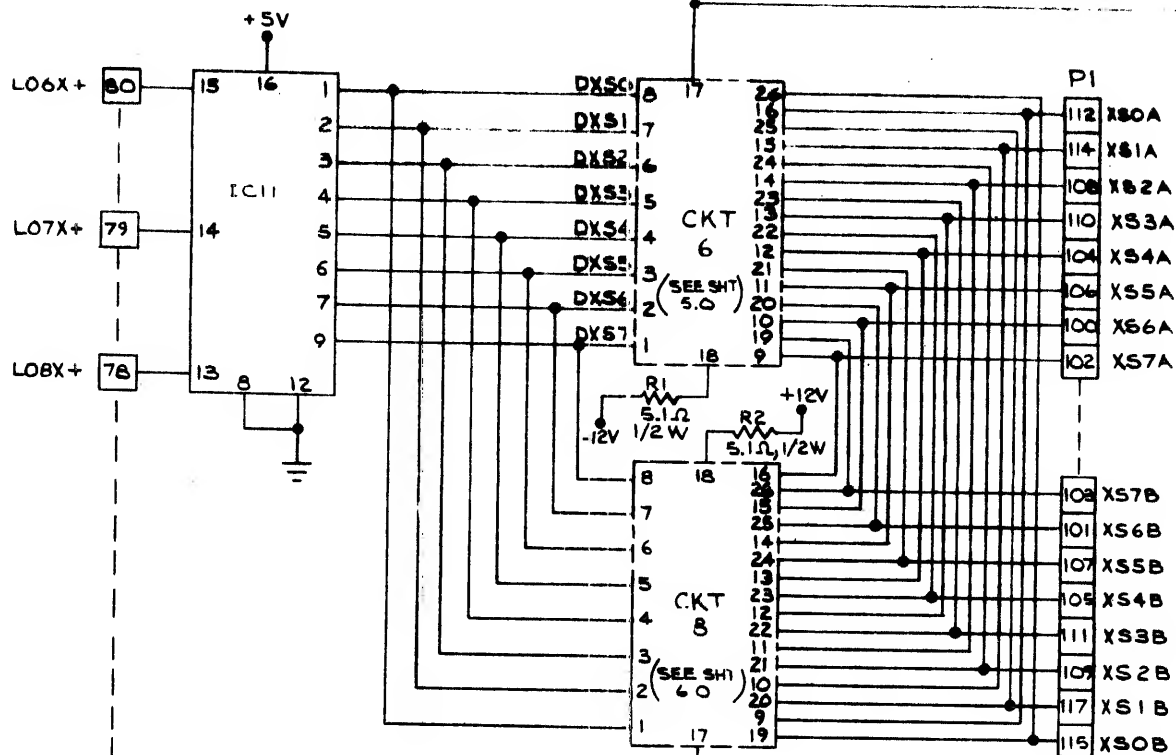 +5V
L06X+ 80 15 16 1 DXS0 8 17 26 P1
16 112 XS0A
2 DXS1 7 25
15 114 XS1A
3 DXS2 6 24
14 108 XS2A
IC11 4 DXS3 5 23
13 110 XS3A
L07X+ 79 14 5 DXS4 4 CKT 22
6 12 104 XS4A
6 DXS5 3 21
(SEE SHT 11 106 XS5A
7 DXS6 2 5.0) 20
10 100 XS6A
9 DXS7 1 19
L08X+ 78 13 18 9 102 XS7A
8 12
R1
5.1Ω
1/2W
-12V
+12V
R2
5.1Ω, 1/2W
8 18 16
26 103 XS7B
15
7 25 101 XS6B
6 14
24 107 XS5B
5 13
CKT 23 105 XS4B
4 8 12
22 111 XS3B
3 11
(SEE SHT 21 109 XS2B
2 6.0) 10
20 117 XS1B
1 9
17 19 115 XS0B